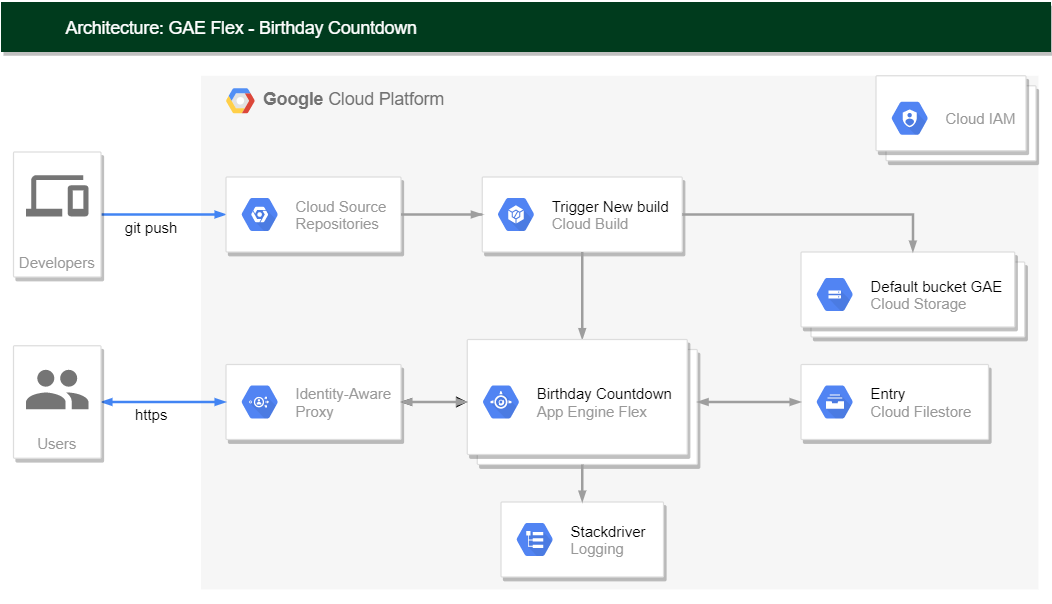 Architecture: GAE Flex - Birthday Countdown
Google Cloud Platform
Cloud IAM
Developers
git push
Cloud Source
Repositories
Trigger New build
Cloud Build
Default bucket GAE
Cloud Storage
Users
https
Identity-Aware
Proxy
Birthday Countdown
App Engine Flex
Entry
Cloud Filestore
Stackdriver
Logging